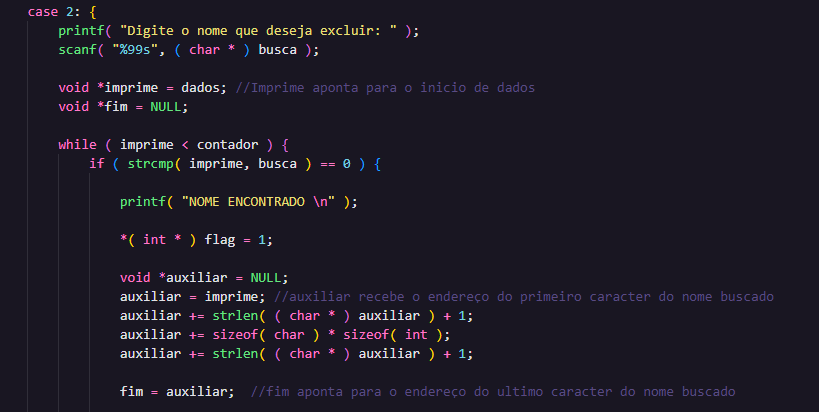 case 2: {
printf( "Digite o nome que deseja excluir: " );
scanf( "%99s", ( char * ) busca );
void *imprime = dados; //Imprime aponta para o inicio de dados
void *fim = NULL;
while ( imprime < contador ) {
if ( strcmp( imprime, busca ) == 0 ) {
printf( "NOME ENCONTRADO \n" );
*( int * ) flag = 1;
void *auxiliar = NULL;
auxiliar = imprime; //auxiliar recebe o endereço do primeiro caracter do nome buscado
auxiliar += strlen( ( char * ) auxiliar ) + 1;
auxiliar += sizeof( char ) * sizeof( int );
auxiliar += strlen( ( char * ) auxiliar ) + 1;
fim = auxiliar;  //fim aponta para o endereço do ultimo caracter do nome buscado